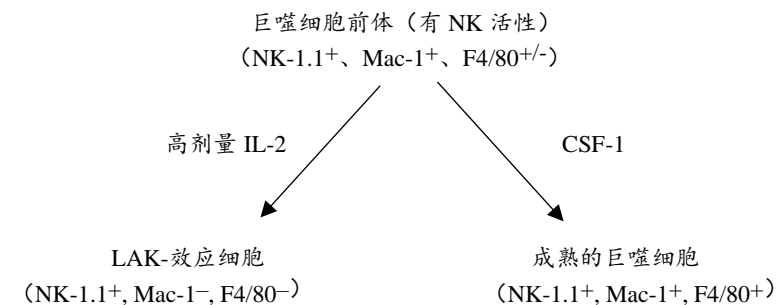 巨噬细胞前体（有 NK 活性）
（NK-1.1+、Mac-1+、F4/80+/-）
高剂量 IL-2
CSF-1
LAK-效应细胞
成熟的巨噬细胞
（NK-1.1+, Mac-1–, F4/80–）
（NK-1.1+, Mac-1+, F4/80+）